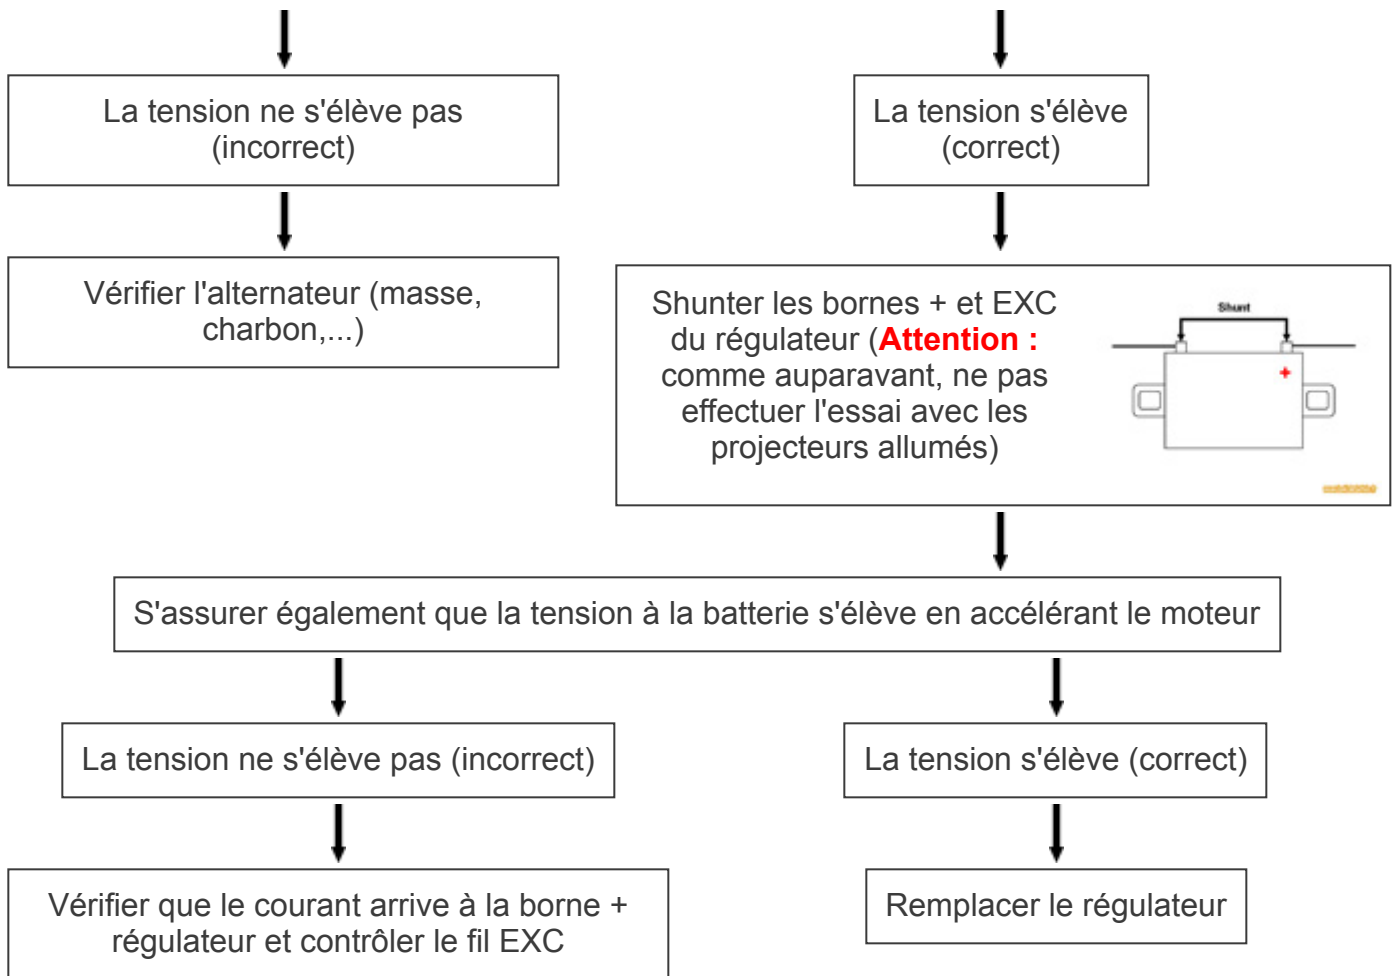 La tension ne s'élève pas
(incorrect)
La tension s'élève
(correct)
Vérifier l'alternateur (masse,
charbon,...)
Shunter les bornes + et EXC
du régulateur (Attention :
comme auparavant, ne pas
effectuer l'essai avec les
projecteurs allumés)
Shunt
+
S'assurer également que la tension à la batterie s'élève en accélérant le moteur
La tension ne s'élève pas (incorrect)
La tension s'élève (correct)
Vérifier que le courant arrive à la borne +
régulateur et contrôler le fil EXC
Remplacer le régulateur